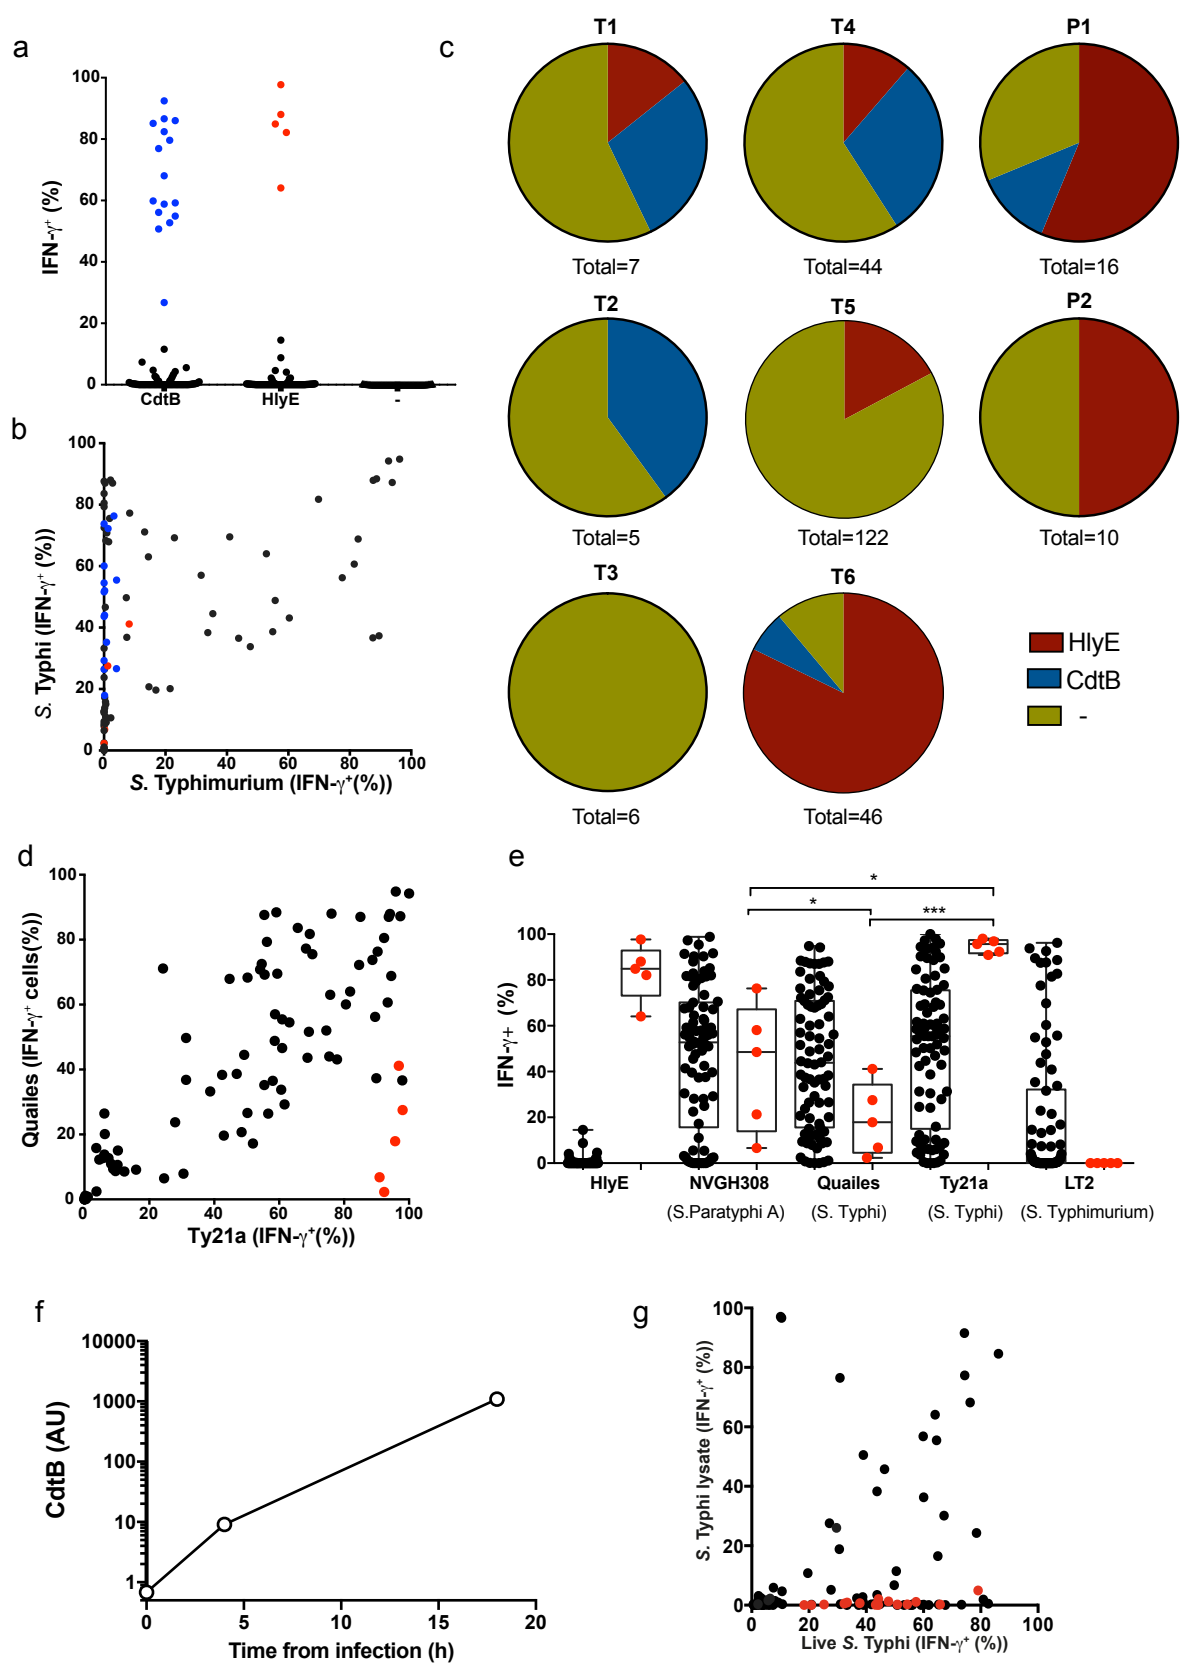 a
IFN-γ+ (%)
100
80
60
40
20
0
CdtB
HlyE
-
b
S. Typhi (IFN-γ+ (%))
100
80
60
40
20
0
0
20
40
60
80
100
S. Typhimurium (IFN-γ+(%))
c
T1
Total=7
T4
Total=44
P1
Total=16
T2
Total=5
T5
Total=122
P2
Total=10
T3
Total=6
T6
Total=46
HlyE
CdtB
-
d
Quailes (IFN-γ+ cells(%))
100
80
60
40
20
0
0
20
40
60
80
100
Ty21a (IFN-γ+(%))
e
*
*
***
IFN-γ+ (%)
100
80
60
40
20
0
HlyE
NVGH308
(S.Paratyphi A)
Quailes
(S. Typhi)
Ty21a
(S. Typhi)
LT2
(S. Typhimurium)
f
CdtB (AU)
10000
1000
100
10
1
0
5
10
15
20
Time from infection (h)
g
S. Typhi lysate (IFN-γ+ (%))
100
80
60
40
20
0
0
20
40
60
80
100
Live S. Typhi (IFN-γ+ (%))